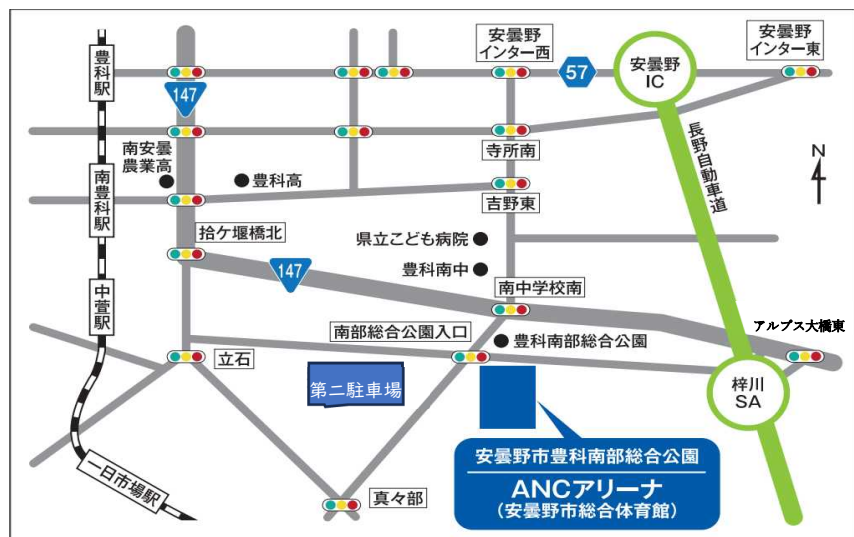 豊科駅
147
安曇野
インター西
57
安曇野
IC
安曇野
インター東
寺所南
長野自動車道
N
南安曇
農業高
豊科高
南豊科駅
吉野東
拾ケ堰橋北
県立こども病院
147
豊科南中
中萱駅
南中学校南
アルプス大橋東
南部総合公園入口
豊科南部総合公園
立石
第二駐車場
梓川
SA
一日市場駅
真々部
安曇野市豊科南部総合公園
ANCアリーナ
(安曇野市総合体育館)